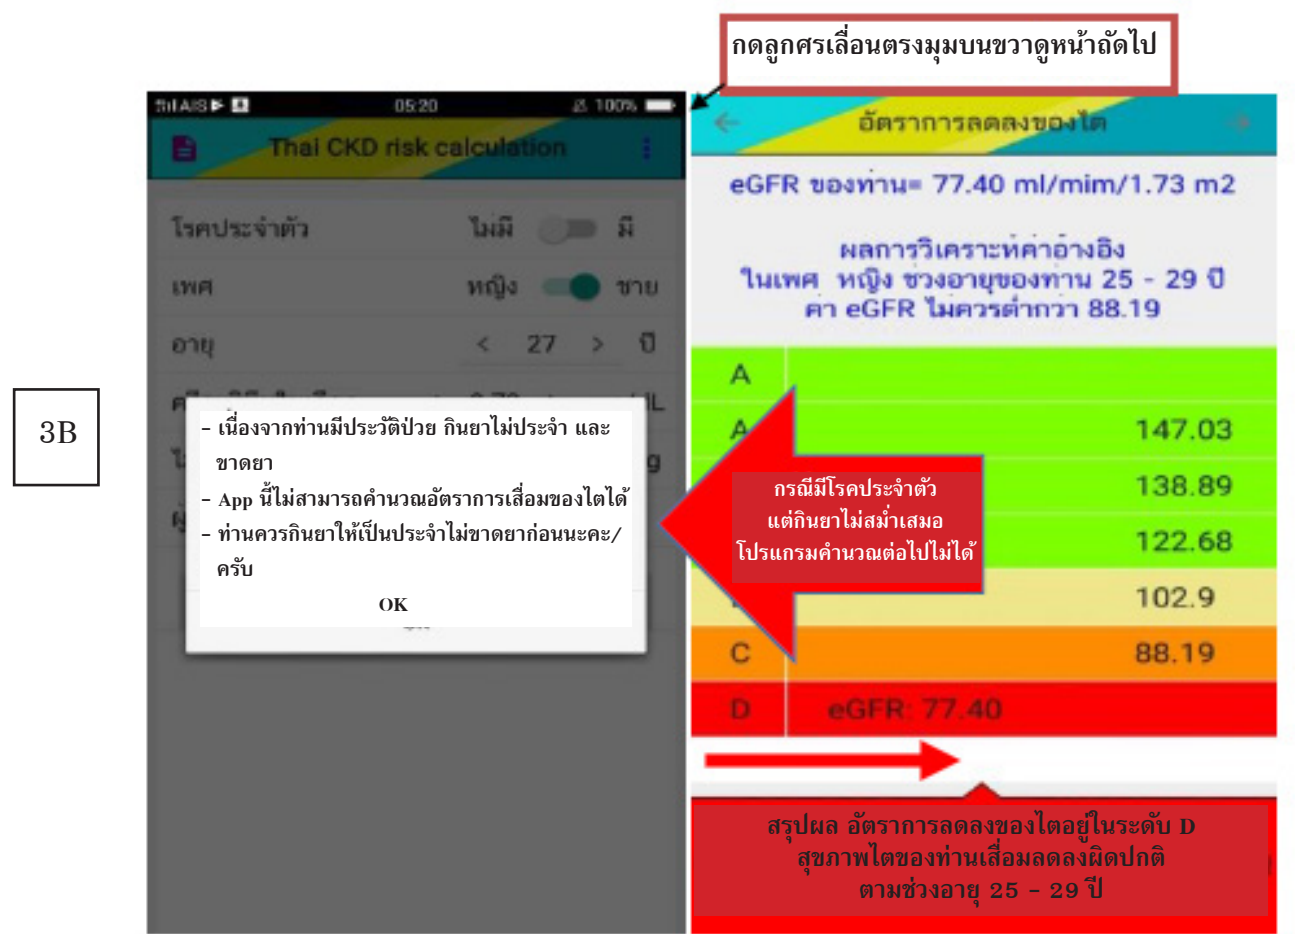 กดลูกศรเลื่อนตรงมุมบนขวาดูหน้าถัดไป
3B
AIS 05:20 100%
Thai CKD risk calculation
โรคประจำตัว ไม่มี มี
เพศ หญิง ชาย
อายุ < 27 > ปี
- เนื่องจากท่านมีประวัติป่วย กินยาไม่ประจำ และ
ขาดยา
- App นี้ไม่สามารถคำนวณอัตราการเสื่อมของไตได้
- ท่านควรกินยาให้เป็นประจำไม่ขาดยาก่อนนะคะ/
ครับ
OK
อัตราการลดลงของไต
eGFR ของท่าน= 77.40 ml/mim/1.73 m2
ผลการวิเคราะห์ค่าอ้างอิง
ในเพศ หญิง ช่วงอายุของท่าน 25 - 29 ปี
ค่า eGFR ไม่ควรต่ำกว่า 88.19
A
A 147.03
138.89
122.68
102.9
C 88.19
D eGFR: 77.40
กรณีมีโรคประจำตัว
แต่กินยาไม่สม่ำเสมอ
โปรแกรมคำนวณต่อไปไม่ได้
สรุปผล อัตราการลดลงของไตอยู่ในระดับ D
สุขภาพไตของท่านเสื่อมลดลงผิดปกติ
ตามช่วงอายุ 25 - 29 ปี